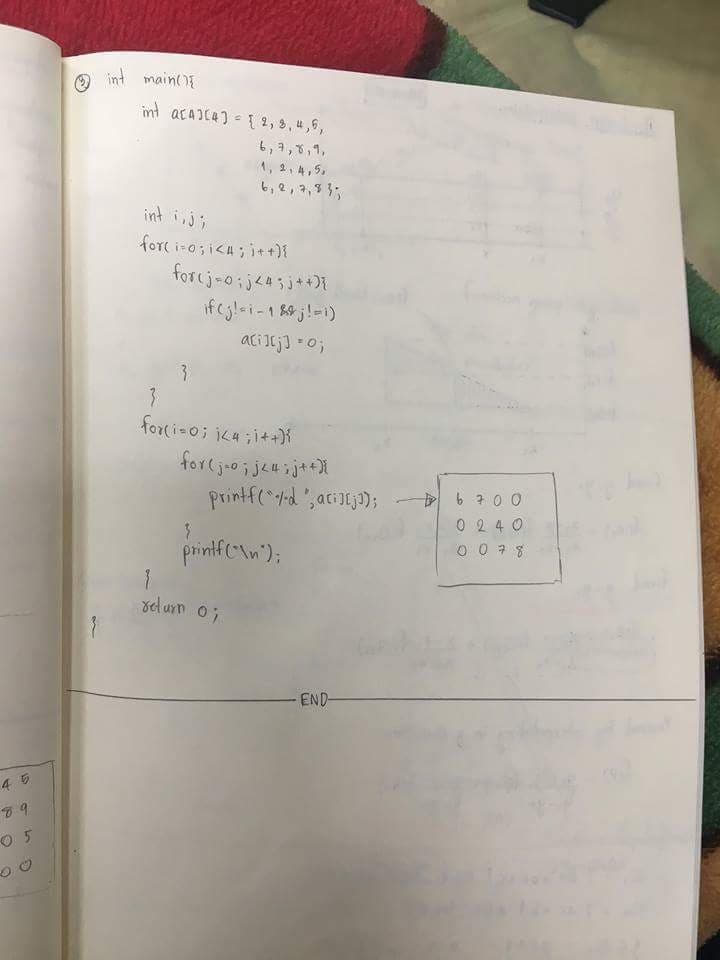 ③ int main(){
int a[4][4] = { 2, 3, 4, 5,
6, 7, 8, 9,
1, 2, 4, 5,
6, 2, 7, 8 };
int i, j;
for(i=0; i<4; i++){
for(j=0; j<4; j++){
if(j!=i-1 && j!=i)
a[i][j] = 0;
}
}
for(i=0; i<4; i++){
for(j=0; j<4; j++){
printf("%d ", a[i][j]); → 6 7 0 0
0 2 4 0
0 0 7 8
}
printf("\n");
}
return 0;
}
END
4 5
8 9
0 5
0 0